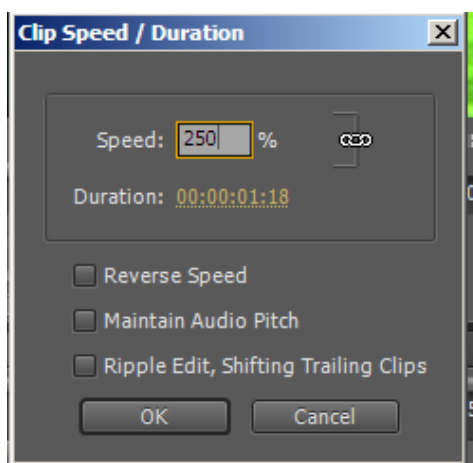 Clip Speed / Duration
Speed: 250 %
Duration: 00:00:01:18
Reverse Speed
Maintain Audio Pitch
Ripple Edit, Shifting Trailing Clips
OK Cancel